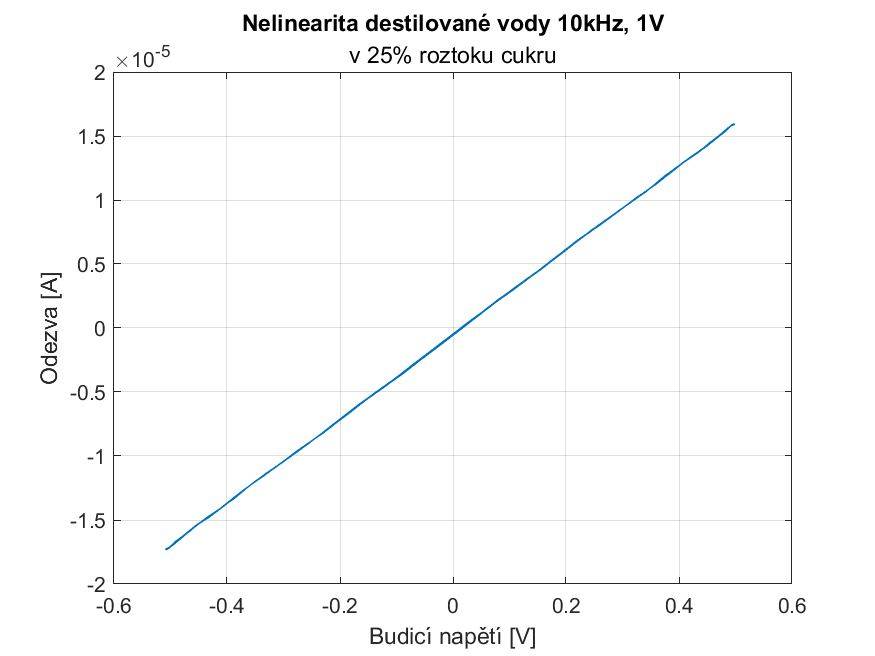 Nelinearita destilované vody 10kHz, 1V
v 25% roztoku cukru
×10⁻⁵
2
1.5
1
0.5
0
-0.5
-1
-1.5
-2
Odezva [A]
-0.6 -0.4 -0.2 0 0.2 0.4 0.6
Budicí napětí [V]